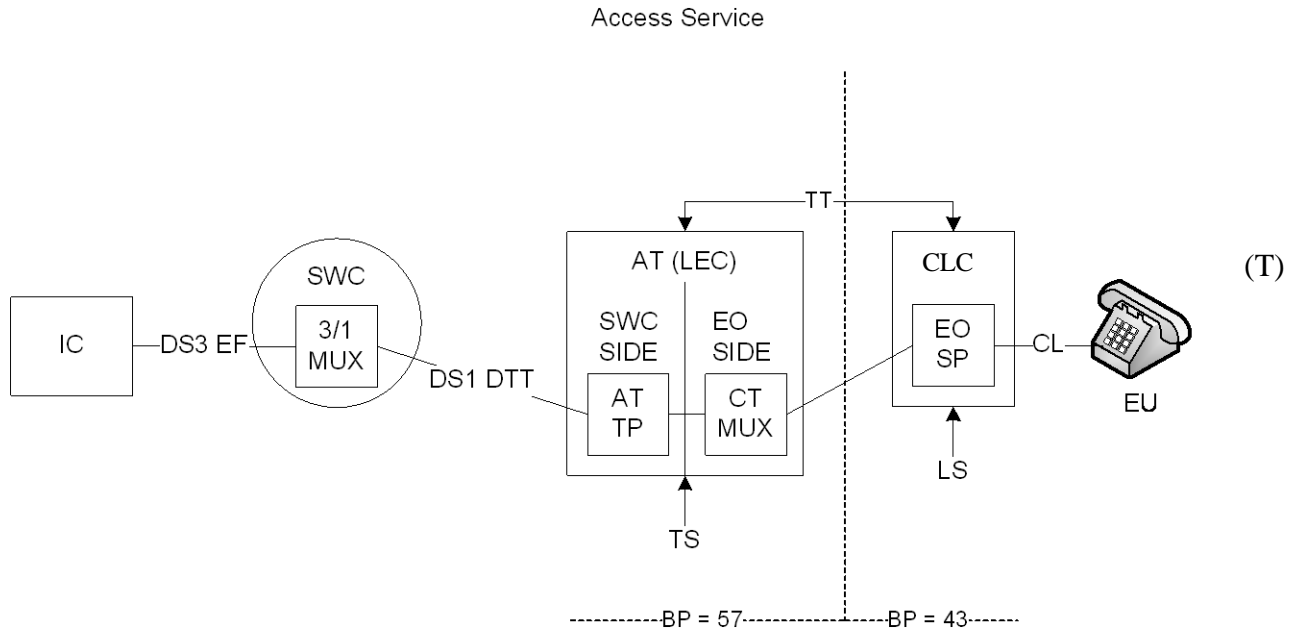 Access Service
TT
AT (LEC)
CLC
(T)
SWC
SWC
SIDE
EO
SIDE
IC
DS3 EF
3/1
MUX
DS1 DTT
AT
TP
CT
MUX
EO
SP
CL
EU
LS
TS
BP = 57
BP = 43